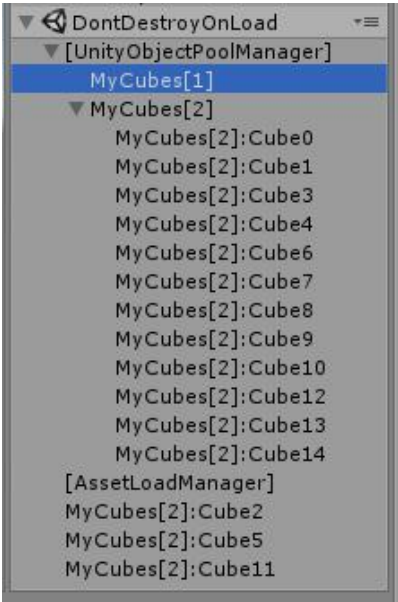 DontDestroyOnLoad
[UnityObjectPoolManager]
MyCubes[1]
MyCubes[2]
MyCubes[2]:Cube0
MyCubes[2]:Cube1
MyCubes[2]:Cube3
MyCubes[2]:Cube4
MyCubes[2]:Cube6
MyCubes[2]:Cube7
MyCubes[2]:Cube8
MyCubes[2]:Cube9
MyCubes[2]:Cube10
MyCubes[2]:Cube12
MyCubes[2]:Cube13
MyCubes[2]:Cube14
[AssetLoadManager]
MyCubes[2]:Cube2
MyCubes[2]:Cube5
MyCubes[2]:Cube11